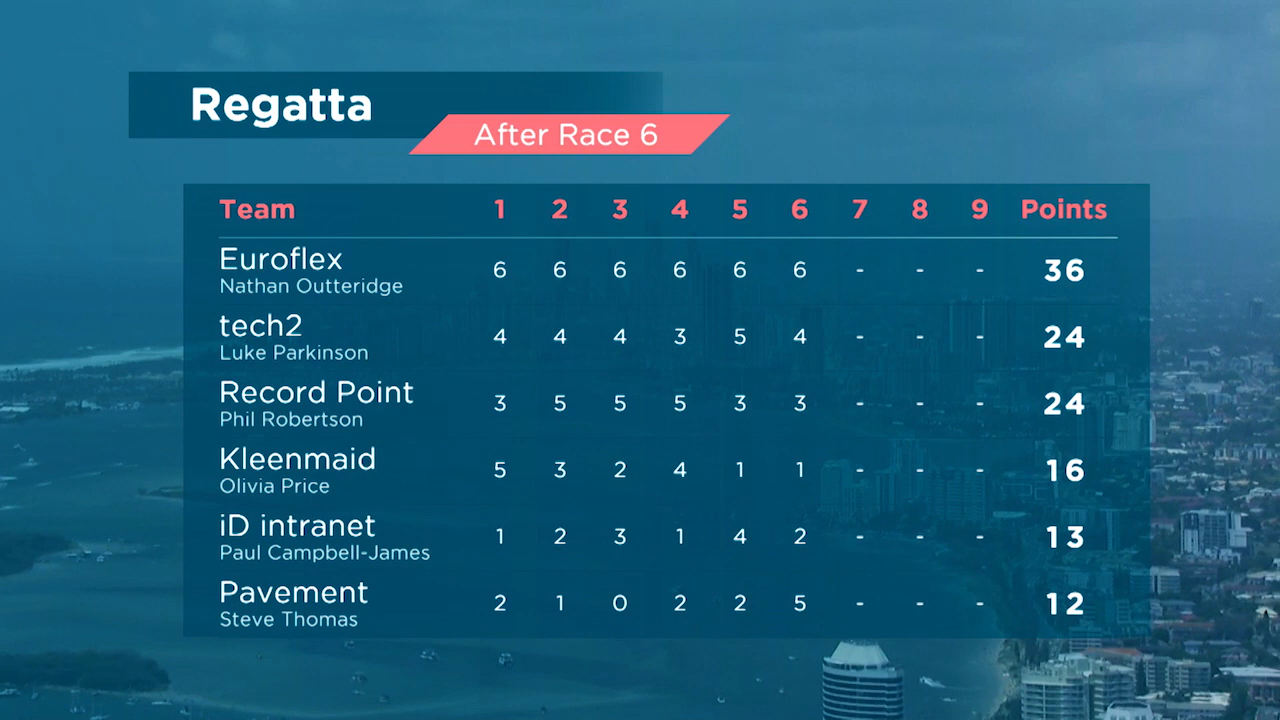 Regatta
After Race 6
Team 1 2 3 4 5 6 7 8 9 Points
Euroflex 6 6 6 6 6 6 - - - 36
Nathan Outteridge
tech2 4 4 4 3 5 4 - - - 24
Luke Parkinson
Record Point 3 5 5 5 3 3 - - - 24
Phil Robertson
Kleenmaid 5 3 2 4 1 1 - - - 16
Olivia Price
iD intranet 1 2 3 1 4 2 - - - 13
Paul Campbell-James
Pavement 2 1 0 2 2 5 - - - 12
Steve Thomas